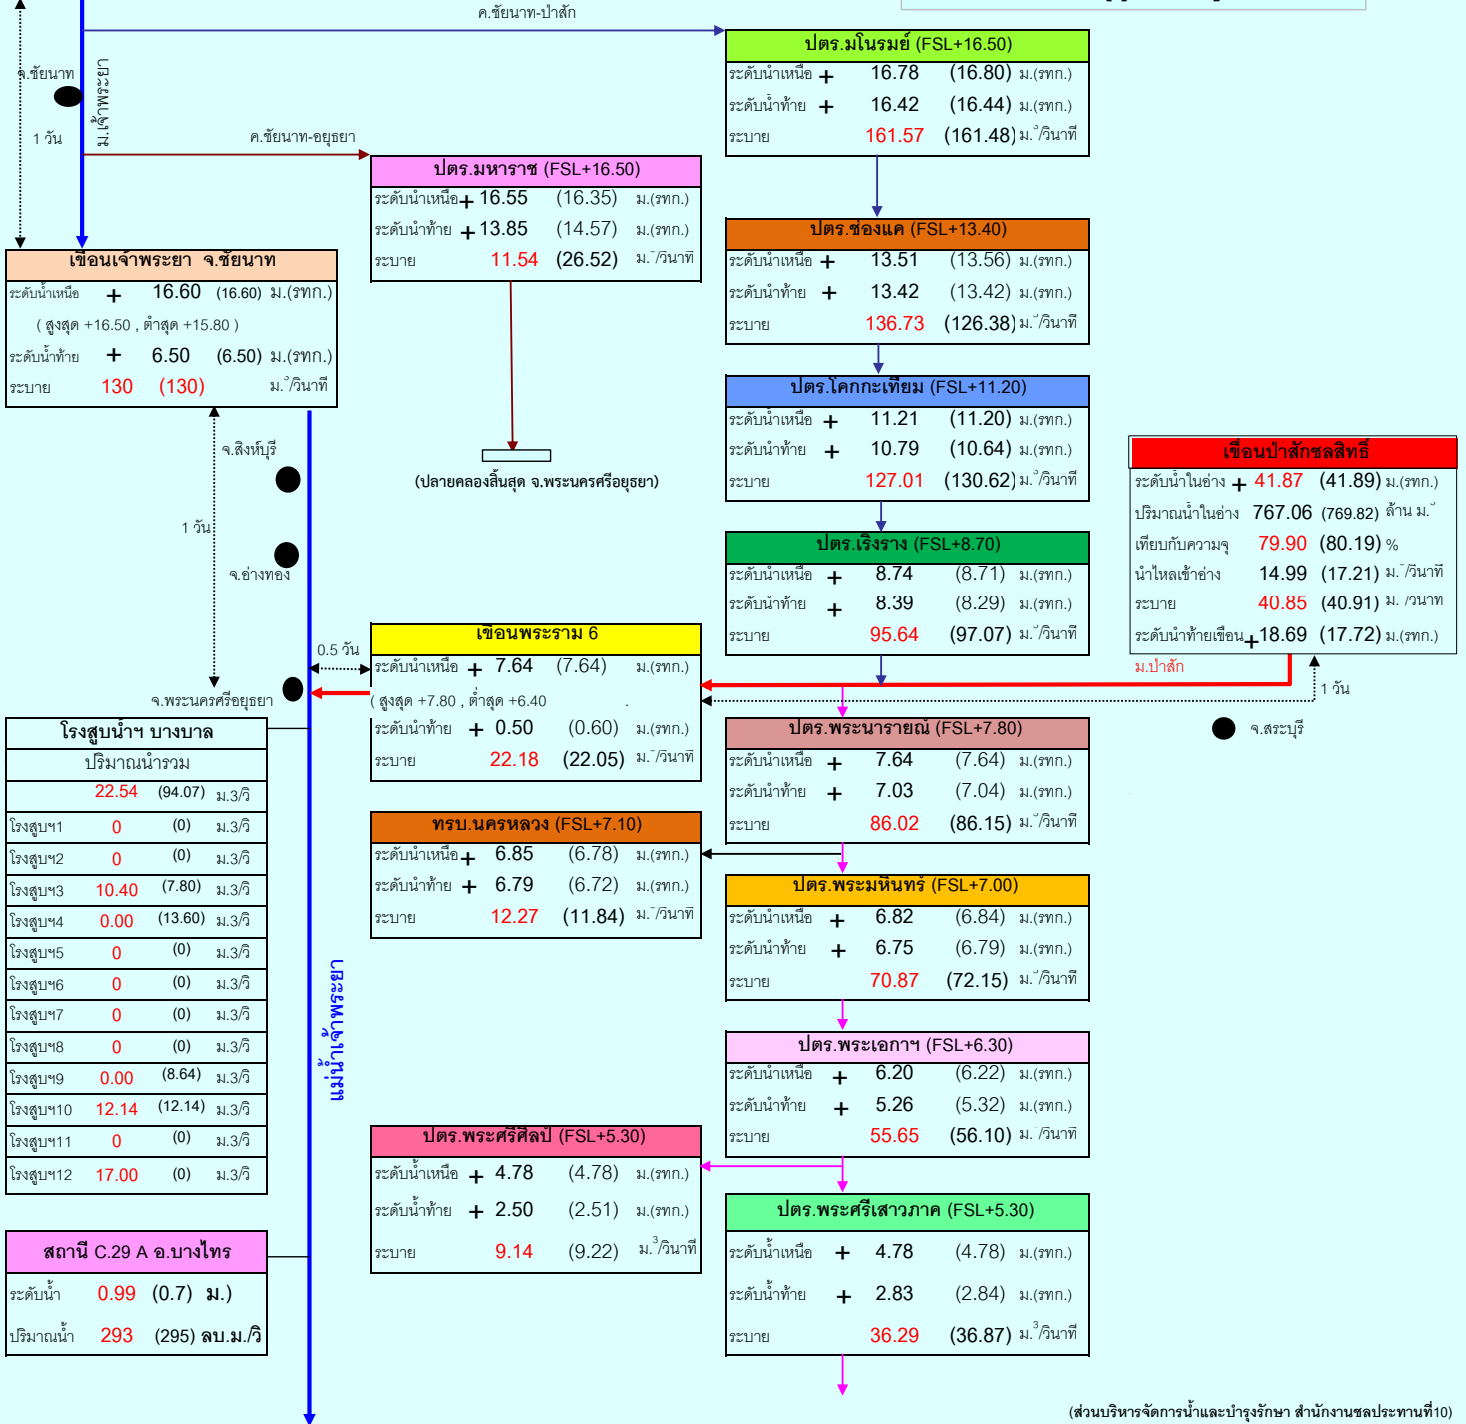 ค.ชัยนาท-ป่าสัก
จ.ชัยนาท
ม.เจ้าพระยา
1 วัน
ค.ชัยนาท-อยุธยา
ปตร.มโนรมย์ (FSL+16.50)
ระดับน้ำเหนือ + 16.78 (16.80) ม.(รทก.)
ระดับน้ำท้าย + 16.42 (16.44) ม.(รทก.)
ระบาย 161.57 (161.48) ม.³/วินาที
ปตร.มหาราช (FSL+16.50)
ระดับน้ำเหนือ + 16.55 (16.35) ม.(รทก.)
ระดับน้ำท้าย + 13.85 (14.57) ม.(รทก.)
ระบาย 11.54 (26.52) ม.³/วินาที
(ปลายคลองสิ้นสุด จ.พระนครศรีอยุธยา)
ปตร.ช่องแค (FSL+13.40)
ระดับน้ำเหนือ + 13.51 (13.56) ม.(รทก.)
ระดับน้ำท้าย + 13.42 (13.42) ม.(รทก.)
ระบาย 136.73 (126.38) ม.³/วินาที
เขื่อนเจ้าพระยา จ.ชัยนาท
ระดับน้ำเหนือ + 16.60 (16.60) ม.(รทก.)
( สูงสุด +16.50 , ต่ำสุด +15.80 )
ระดับน้ำท้าย + 6.50 (6.50) ม.(รทก.)
ระบาย 130 (130) ม.³/วินาที
จ.สิงห์บุรี
1 วัน
จ.อ่างทอง
จ.พระนครศรีอยุธยา
0.5 วัน
ปตร.โคกกะเทียม (FSL+11.20)
ระดับน้ำเหนือ + 11.21 (11.20) ม.(รทก.)
ระดับน้ำท้าย + 10.79 (10.64) ม.(รทก.)
ระบาย 127.01 (130.62) ม.³/วินาที
เขื่อนป่าสักชลสิทธิ์
ระดับน้ำในอ่าง + 41.87 (41.89) ม.(รทก.)
ปริมาณน้ำในอ่าง 767.06 (769.82) ล้าน ม.³
เทียบกับความจุ 79.90 (80.19) %
น้ำไหลเข้าอ่าง 14.99 (17.21) ม.³/วินาที
ระบาย 40.85 (40.91) ม.³/วินาที
ระดับน้ำท้ายเขื่อน + 18.69 (17.72) ม.(รทก.)
ม.ป่าสัก
1 วัน
จ.สระบุรี
ปตร.เริงราง (FSL+8.70)
ระดับน้ำเหนือ + 8.74 (8.71) ม.(รทก.)
ระดับน้ำท้าย + 8.39 (8.29) ม.(รทก.)
ระบาย 95.64 (97.07) ม.³/วินาที
เขื่อนพระราม 6
ระดับน้ำเหนือ + 7.64 (7.64) ม.(รทก.)
( สูงสุด +7.80 , ต่ำสุด +6.40 .
ระดับน้ำท้าย + 0.50 (0.60) ม.(รทก.)
ระบาย 22.18 (22.05) ม.³/วินาที
ปตร.พระนารายณ์ (FSL+7.80)
ระดับน้ำเหนือ + 7.64 (7.64) ม.(รทก.)
ระดับน้ำท้าย + 7.03 (7.04) ม.(รทก.)
ระบาย 86.02 (86.15) ม.³/วินาที
โรงสูบน้ำฯ บางบาล
ปริมาณน้ำรวม
22.54 (94.07) ม.3/วิ
โรงสูบฯ1 0 (0) ม.3/วิ
โรงสูบฯ2 0 (0) ม.3/วิ
โรงสูบฯ3 10.40 (7.80) ม.3/วิ
โรงสูบฯ4 0.00 (13.60) ม.3/วิ
โรงสูบฯ5 0 (0) ม.3/วิ
โรงสูบฯ6 0 (0) ม.3/วิ
โรงสูบฯ7 0 (0) ม.3/วิ
โรงสูบฯ8 0 (0) ม.3/วิ
โรงสูบฯ9 0.00 (8.64) ม.3/วิ
โรงสูบฯ10 12.14 (12.14) ม.3/วิ
โรงสูบฯ11 0 (0) ม.3/วิ
โรงสูบฯ12 17.00 (0) ม.3/วิ
แม่น้ำเจ้าพระยา
ทรบ.นครหลวง (FSL+7.10)
ระดับน้ำเหนือ + 6.85 (6.78) ม.(รทก.)
ระดับน้ำท้าย + 6.79 (6.72) ม.(รทก.)
ระบาย 12.27 (11.84) ม.³/วินาที
ปตร.พระมหินทร์ (FSL+7.00)
ระดับน้ำเหนือ + 6.82 (6.84) ม.(รทก.)
ระดับน้ำท้าย + 6.75 (6.79) ม.(รทก.)
ระบาย 70.87 (72.15) ม.³/วินาที
ปตร.พระเอกาฯ (FSL+6.30)
ระดับน้ำเหนือ + 6.20 (6.22) ม.(รทก.)
ระดับน้ำท้าย + 5.26 (5.32) ม.(รทก.)
ระบาย 55.65 (56.10) ม.³/วินาที
ปตร.พระศรีศิลป์ (FSL+5.30)
ระดับน้ำเหนือ + 4.78 (4.78) ม.(รทก.)
ระดับน้ำท้าย + 2.50 (2.51) ม.(รทก.)
ระบาย 9.14 (9.22) ม.³/วินาที
ปตร.พระศรีเสาวภาค (FSL+5.30)
ระดับน้ำเหนือ + 4.78 (4.78) ม.(รทก.)
ระดับน้ำท้าย + 2.83 (2.84) ม.(รทก.)
ระบาย 36.29 (36.87) ม.³/วินาที
สถานี C.29 A อ.บางไทร
ระดับน้ำ 0.99 (0.7) ม.)
ปริมาณน้ำ 293 (295) ลบ.ม./วิ
(ส่วนบริหารจัดการน้ำและบำรุงรักษา สำนักงานชลประทานที่10)